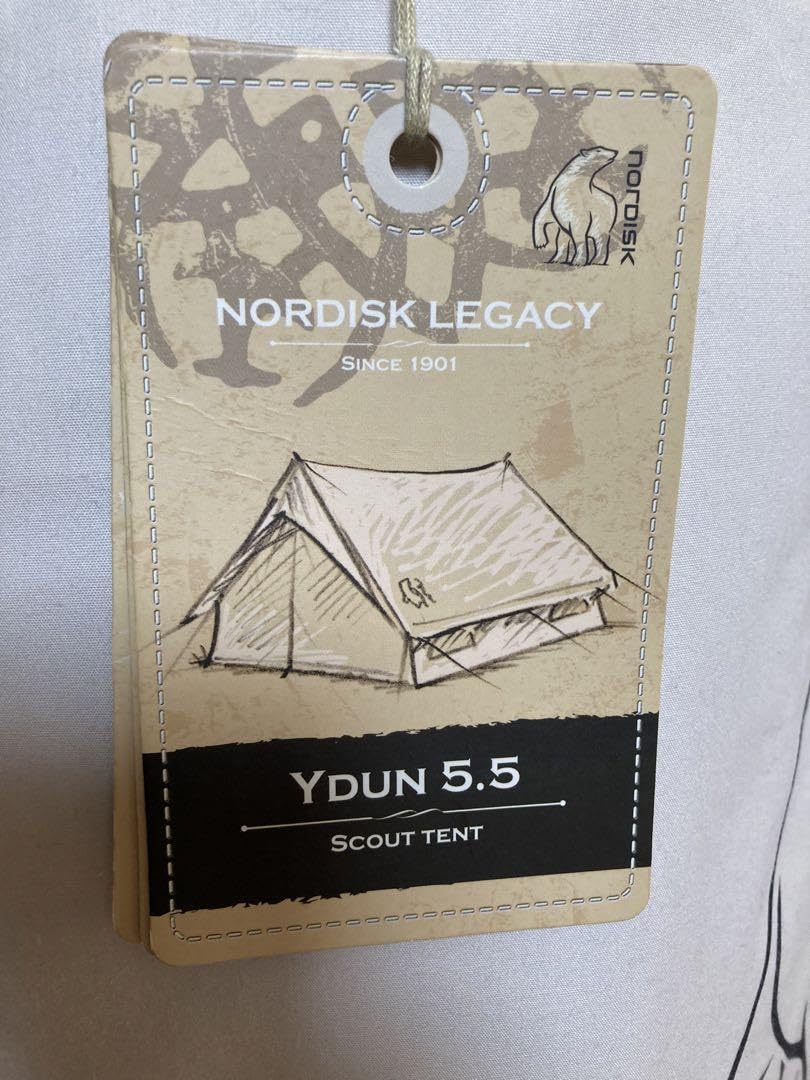 nordisk
NORDISK LEGACY
SINCE 1901
YDUN 5.5
SCOUT TENT